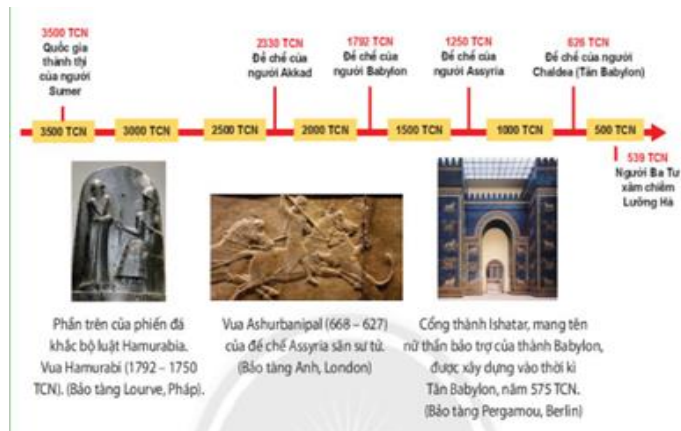 3500 TCN
Quốc gia
thành thị
của người
Sumer
2330 TCN
Đế chế của
người Akkad
1792 TCN
Đế chế của
người Babylon
1250 TCN
Đế chế của
người Assyria
626 TCN
Đế chế của người
Chaldea (Tân Babylon)
3500 TCN
3000 TCN
2500 TCN
2000 TCN
1500 TCN
1000 TCN
500 TCN
539 TCN
Người Ba Tư
xâm chiếm
Lưỡng Hà
Phần trên của phiến đá
khắc bộ luật Hamurabia.
Vua Hamurabi (1792 – 1750
TCN). (Bảo tàng Lourve, Pháp).
Vua Ashurbanipal (668 – 627)
của đế chế Assyria săn sư tử.
(Bảo tàng Anh, London)
Cổng thành Ishatar, mang tên
nữ thần bảo trợ của thành Babylon,
được xây dựng vào thời kì
Tân Babylon, năm 575 TCN.
(Bảo tàng Pergamou, Berlin)